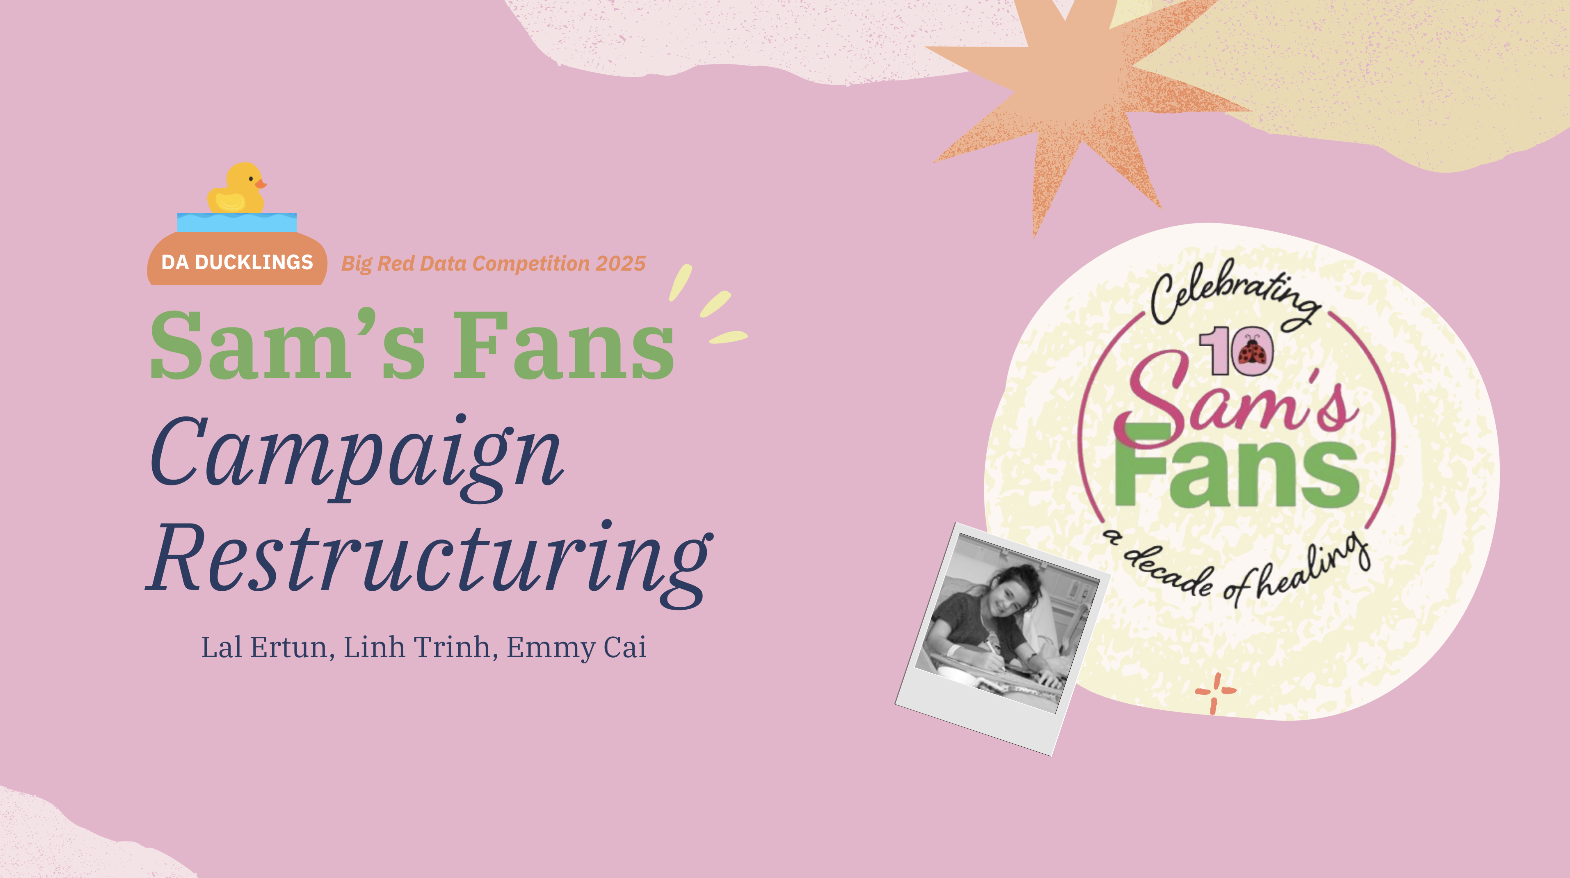 DA DUCKLINGS
Big Red Data Competition 2025
Sam’s Fans
Campaign
Restructuring
Lal Ertun, Linh Trinh, Emmy Cai
Celebrating
10
Sam's
Fans
a decade of healing